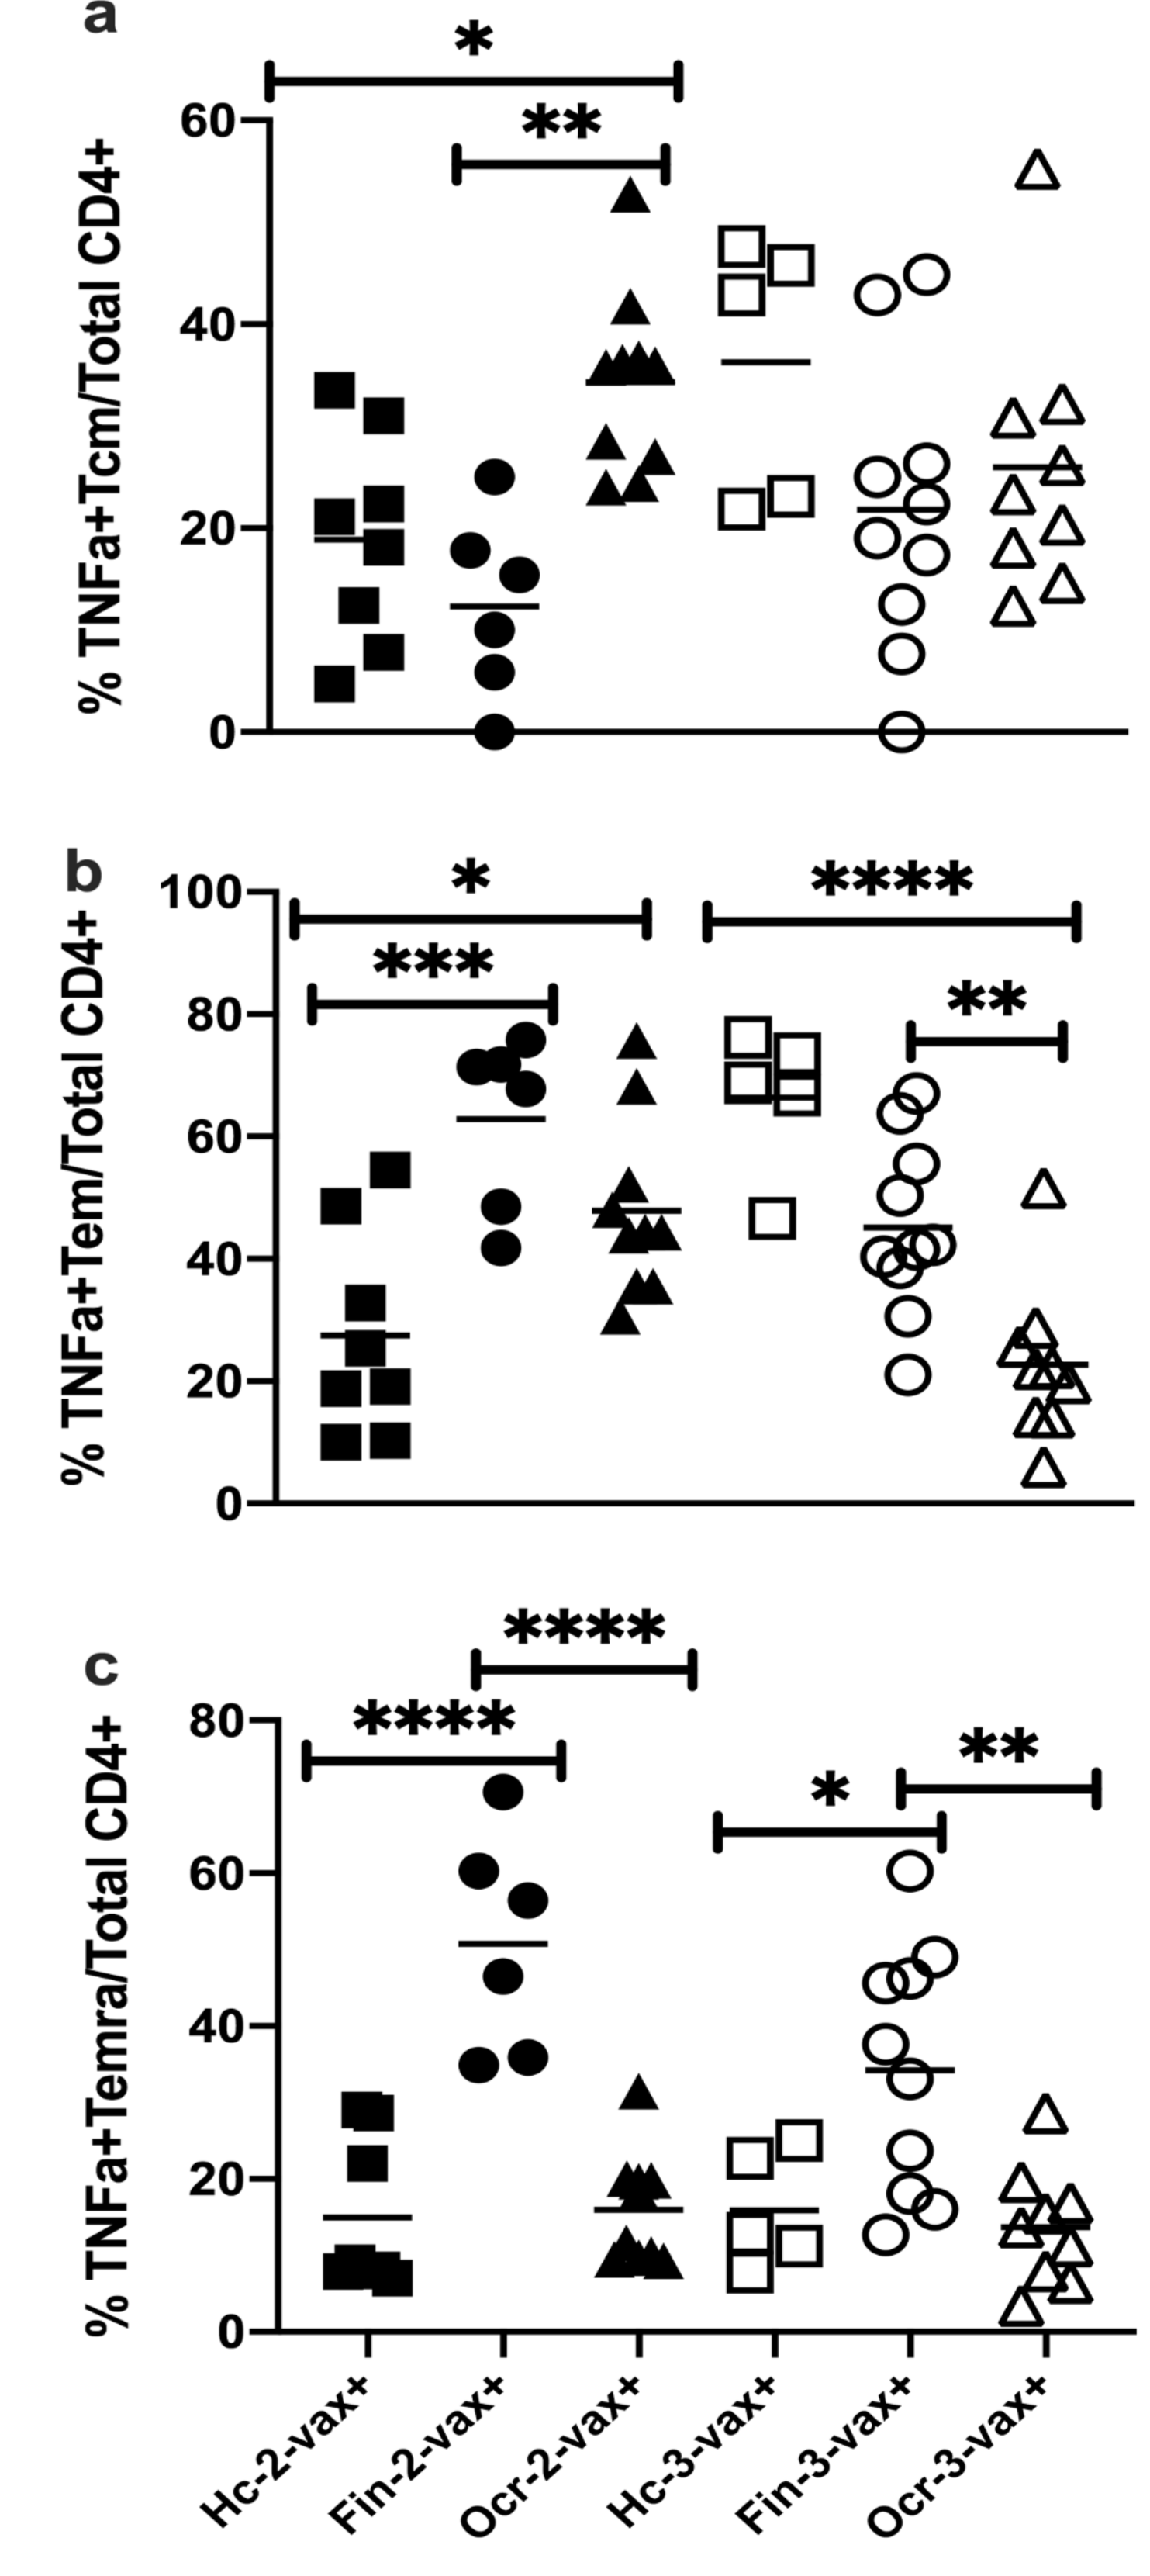 a
*
**
60
40
20
0
% TNFa+Tcm/Total CD4+
b
*
****
***
**
100
80
60
40
20
0
% TNFa+Tem/Total CD4+
c
****
****
**
*
80
60
40
20
0
% TNFa+Temra/Total CD4+
Hc-2-vax+
Fin-2-vax+
Ocr-2-vax+
Hc-3-vax+
Fin-3-vax+
Ocr-3-vax+